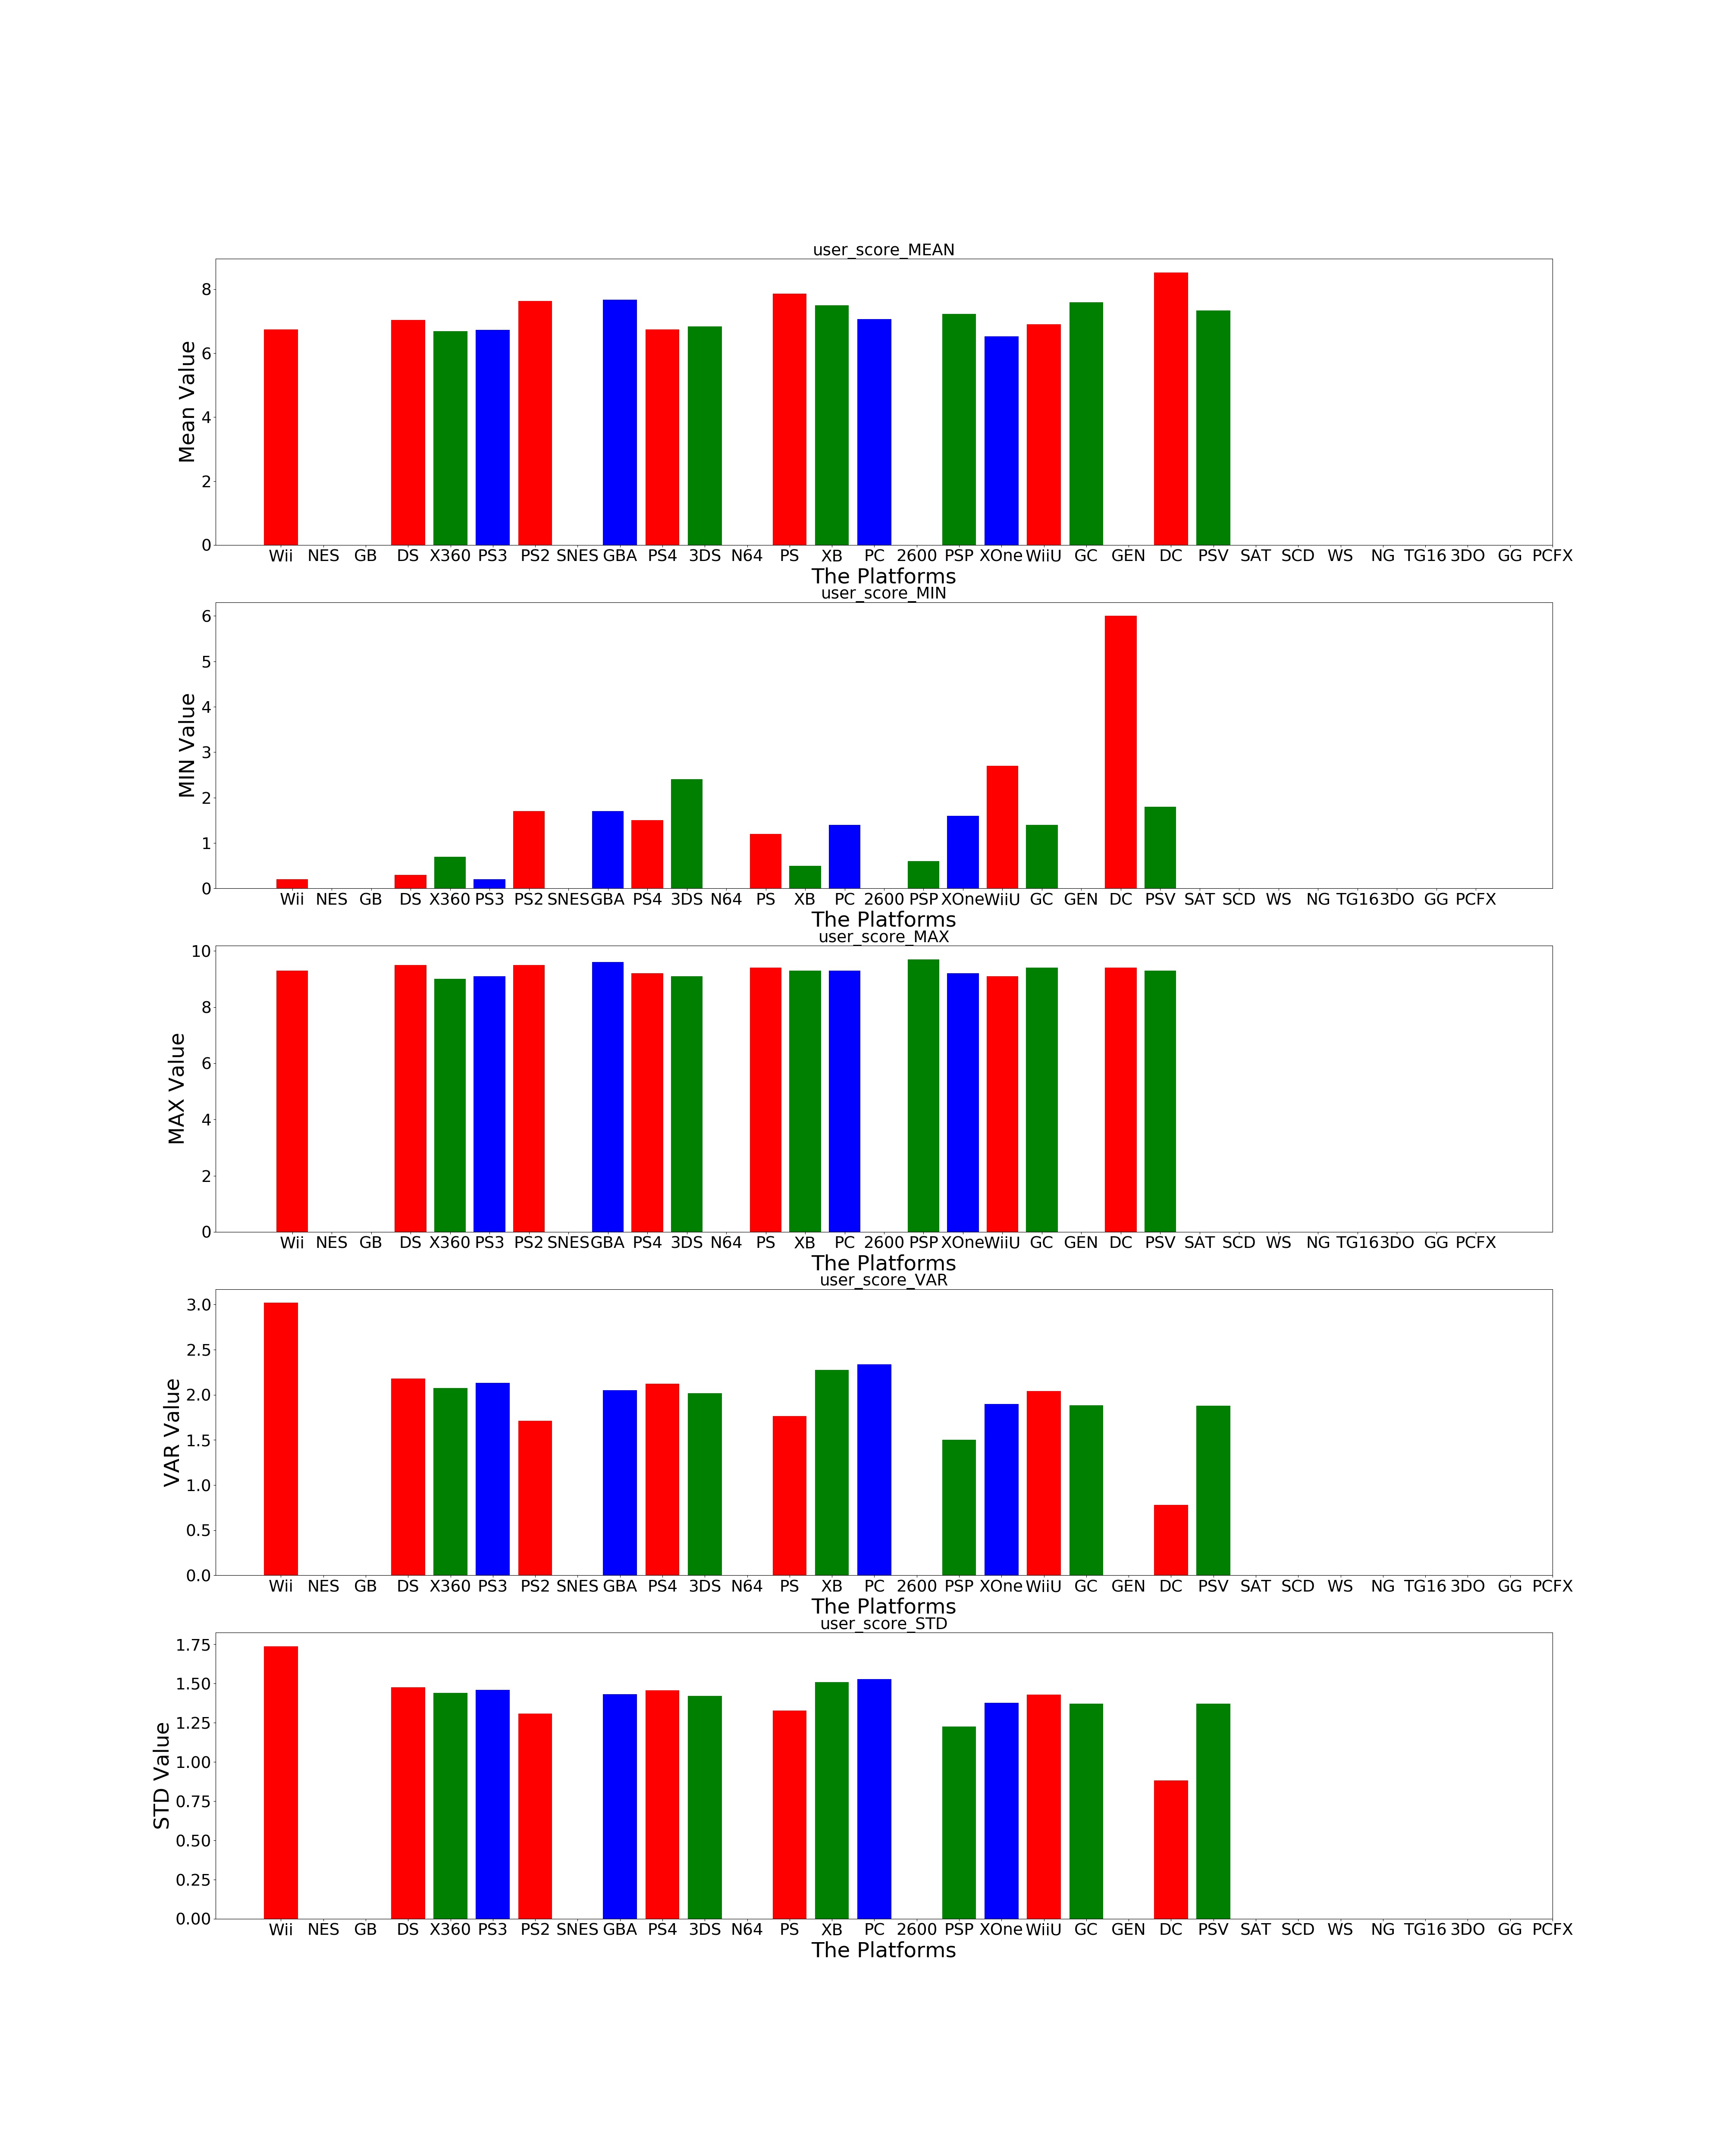 user_score_MEAN
Mean Value
8
6
4
2
0
Wii NES GB DS X360 PS3 PS2 SNES GBA PS4 3DS N64 PS XB PC 2600 PSP XOne WiiU GC GEN DC PSV SAT SCD WS NG TG16 3DO GG PCFX
The Platforms
user_score_MIN
MIN Value
6
5
4
3
2
1
0
Wii NES GB DS X360 PS3 PS2 SNES GBA PS4 3DS N64 PS XB PC 2600 PSP XOne WiiU GC GEN DC PSV SAT SCD WS NG TG16 3DO GG PCFX
The Platforms
user_score_MAX
MAX Value
10
8
6
4
2
0
Wii NES GB DS X360 PS3 PS2 SNES GBA PS4 3DS N64 PS XB PC 2600 PSP XOne WiiU GC GEN DC PSV SAT SCD WS NG TG16 3DO GG PCFX
The Platforms
user_score_VAR
VAR Value
3.0
2.5
2.0
1.5
1.0
0.5
0.0
Wii NES GB DS X360 PS3 PS2 SNES GBA PS4 3DS N64 PS XB PC 2600 PSP XOne WiiU GC GEN DC PSV SAT SCD WS NG TG16 3DO GG PCFX
The Platforms
user_score_STD
STD Value
1.75
1.50
1.25
1.00
0.75
0.50
0.25
0.00
Wii NES GB DS X360 PS3 PS2 SNES GBA PS4 3DS N64 PS XB PC 2600 PSP XOne WiiU GC GEN DC PSV SAT SCD WS NG TG16 3DO GG PCFX
The Platforms